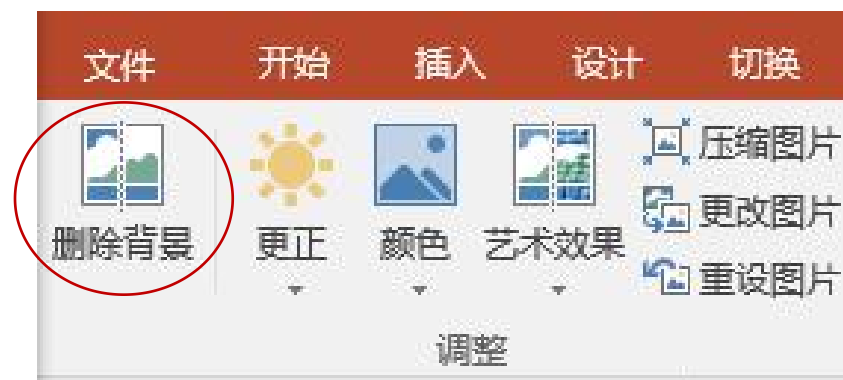 文件 开始 插入 设计 切换
删除背景 更正 颜色 艺术效果
压缩图片
更改图片
重设图片
调整